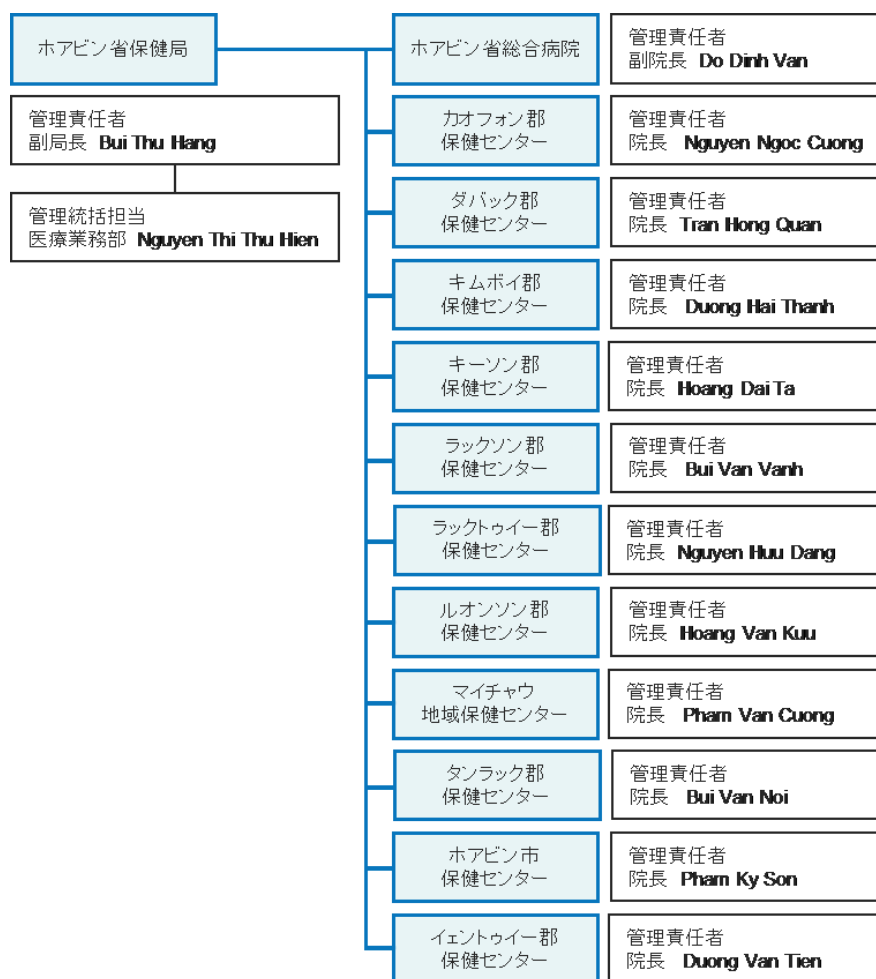 ホアビン省保健局
管理責任者
副局長 Bui Thu Hang
管理統括担当
医療業務部 Nguyen Thi Thu Hien
ホアビン省総合病院
管理責任者
副院長 Do Dinh Van
カオフォン郡
保健センター
管理責任者
院長 Nguyen Ngoc Cuong
ダバック郡
保健センター
管理責任者
院長 Tran Hong Quan
キムボイ郡
保健センター
管理責任者
院長 Duong Hai Thanh
キーソン郡
保健センター
管理責任者
院長 Hoang Dai Ta
ラックソン郡
保健センター
管理責任者
院長 Bui Van Vanh
ラックトゥイー郡
保健センター
管理責任者
院長 Nguyen Huu Dang
ルオンソン郡
保健センター
管理責任者
院長 Hoang Van Kuu
マイチャウ
地域保健センター
管理責任者
院長 Pham Van Cuong
タンラック郡
保健センター
管理責任者
院長 Bui Van Noi
ホアビン市
保健センター
管理責任者
院長 Pham Ky Son
イェントゥイー郡
保健センター
管理責任者
院長 Duong Van Tien